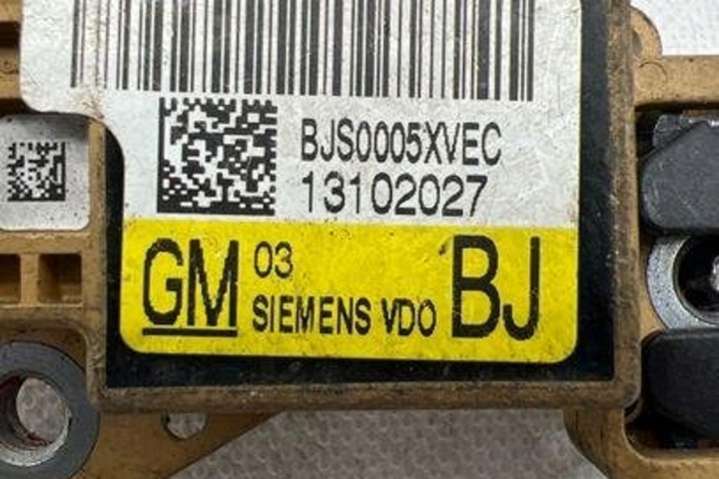 BJS0005XVEC
13102027
GM 03 BJ
SIEMENS VDO